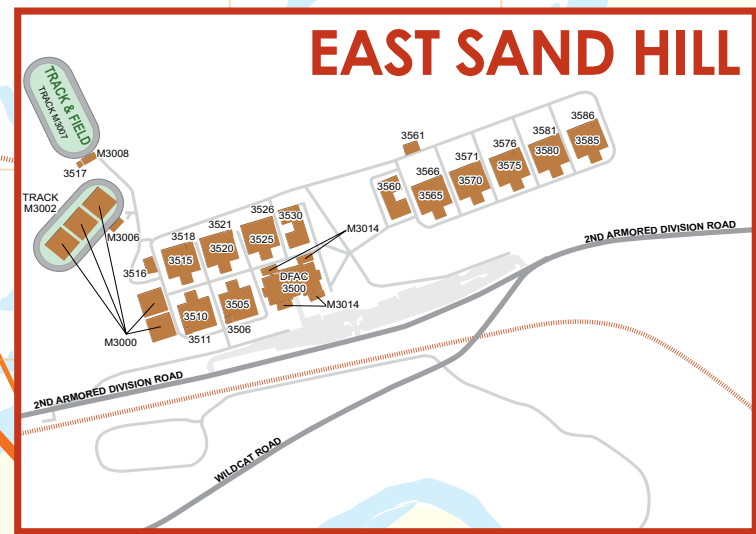 EAST SAND HILL
TRACK & FIELD
TRACK M3007
M3008
3517
TRACK
M3002
M3006
3561
3586
3585
3581
3580
3576
3575
3571
3570
3566
3565
3560
3526
3530
3525
3521
3520
3518
3515
3516
M3014
DFAC
3500
M3014
3505
3506
3510
3511
M3000
2ND ARMORED DIVISION ROAD
2ND ARMORED DIVISION ROAD
WILDCAT ROAD